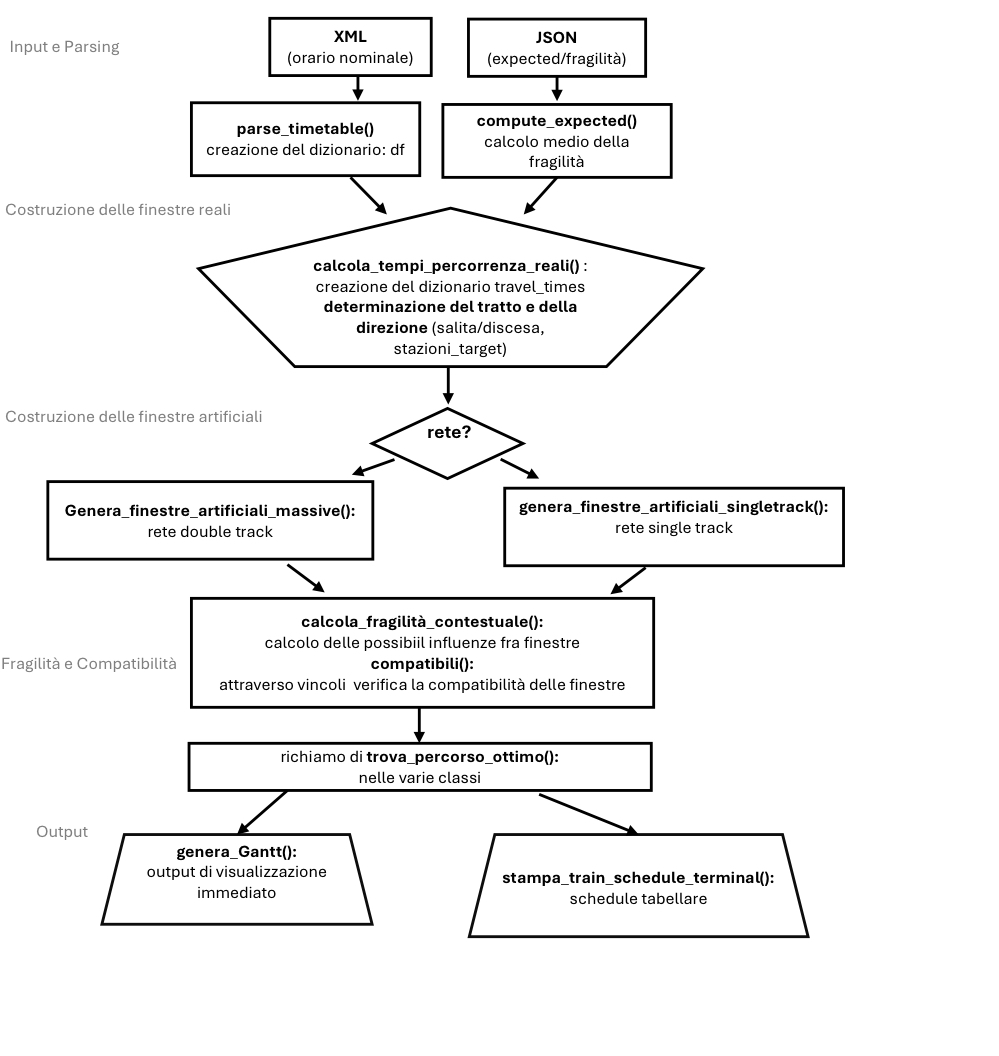 Input e Parsing
XML
(orario nominale)
JSON
(expected/fragilità)
parse_timetable()
creazione del dizionario: df
compute_expected()
calcolo medio della
fragilità
Costruzione delle finestre reali
calcola_tempi_percorrenza_reali() :
creazione del dizionario travel_times
determinazione del tratto e della
direzione (salita/discesa,
stazioni_target)
Costruzione delle finestre artificiali
rete?
Genera_finestre_artificiali_massive():
rete double track
genera_finestre_artificiali_singletrack():
rete single track
Fragilità e Compatibilità
calcola_fragilità_contestuale():
calcolo delle possibiil influenze fra finestre
compatibili():
attraverso vincoli verifica la compatibilità delle finestre
richiamo di trova_percorso_ottimo():
nelle varie classi
Output
genera_Gantt():
output di visualizzazione
immediato
stampa_train_schedule_terminal():
schedule tabellare